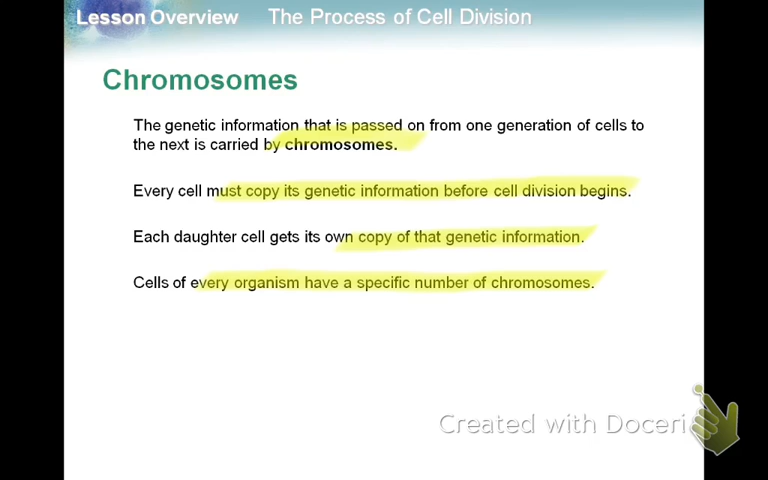 Lesson Overview The Process of Cell Division
Chromosomes
The genetic information that is passed on from one generation of cells to
the next is carried by chromosomes.
Every cell must copy its genetic information before cell division begins.
Each daughter cell gets its own copy of that genetic information.
Cells of every organism have a specific number of chromosomes.
Created with Doceri